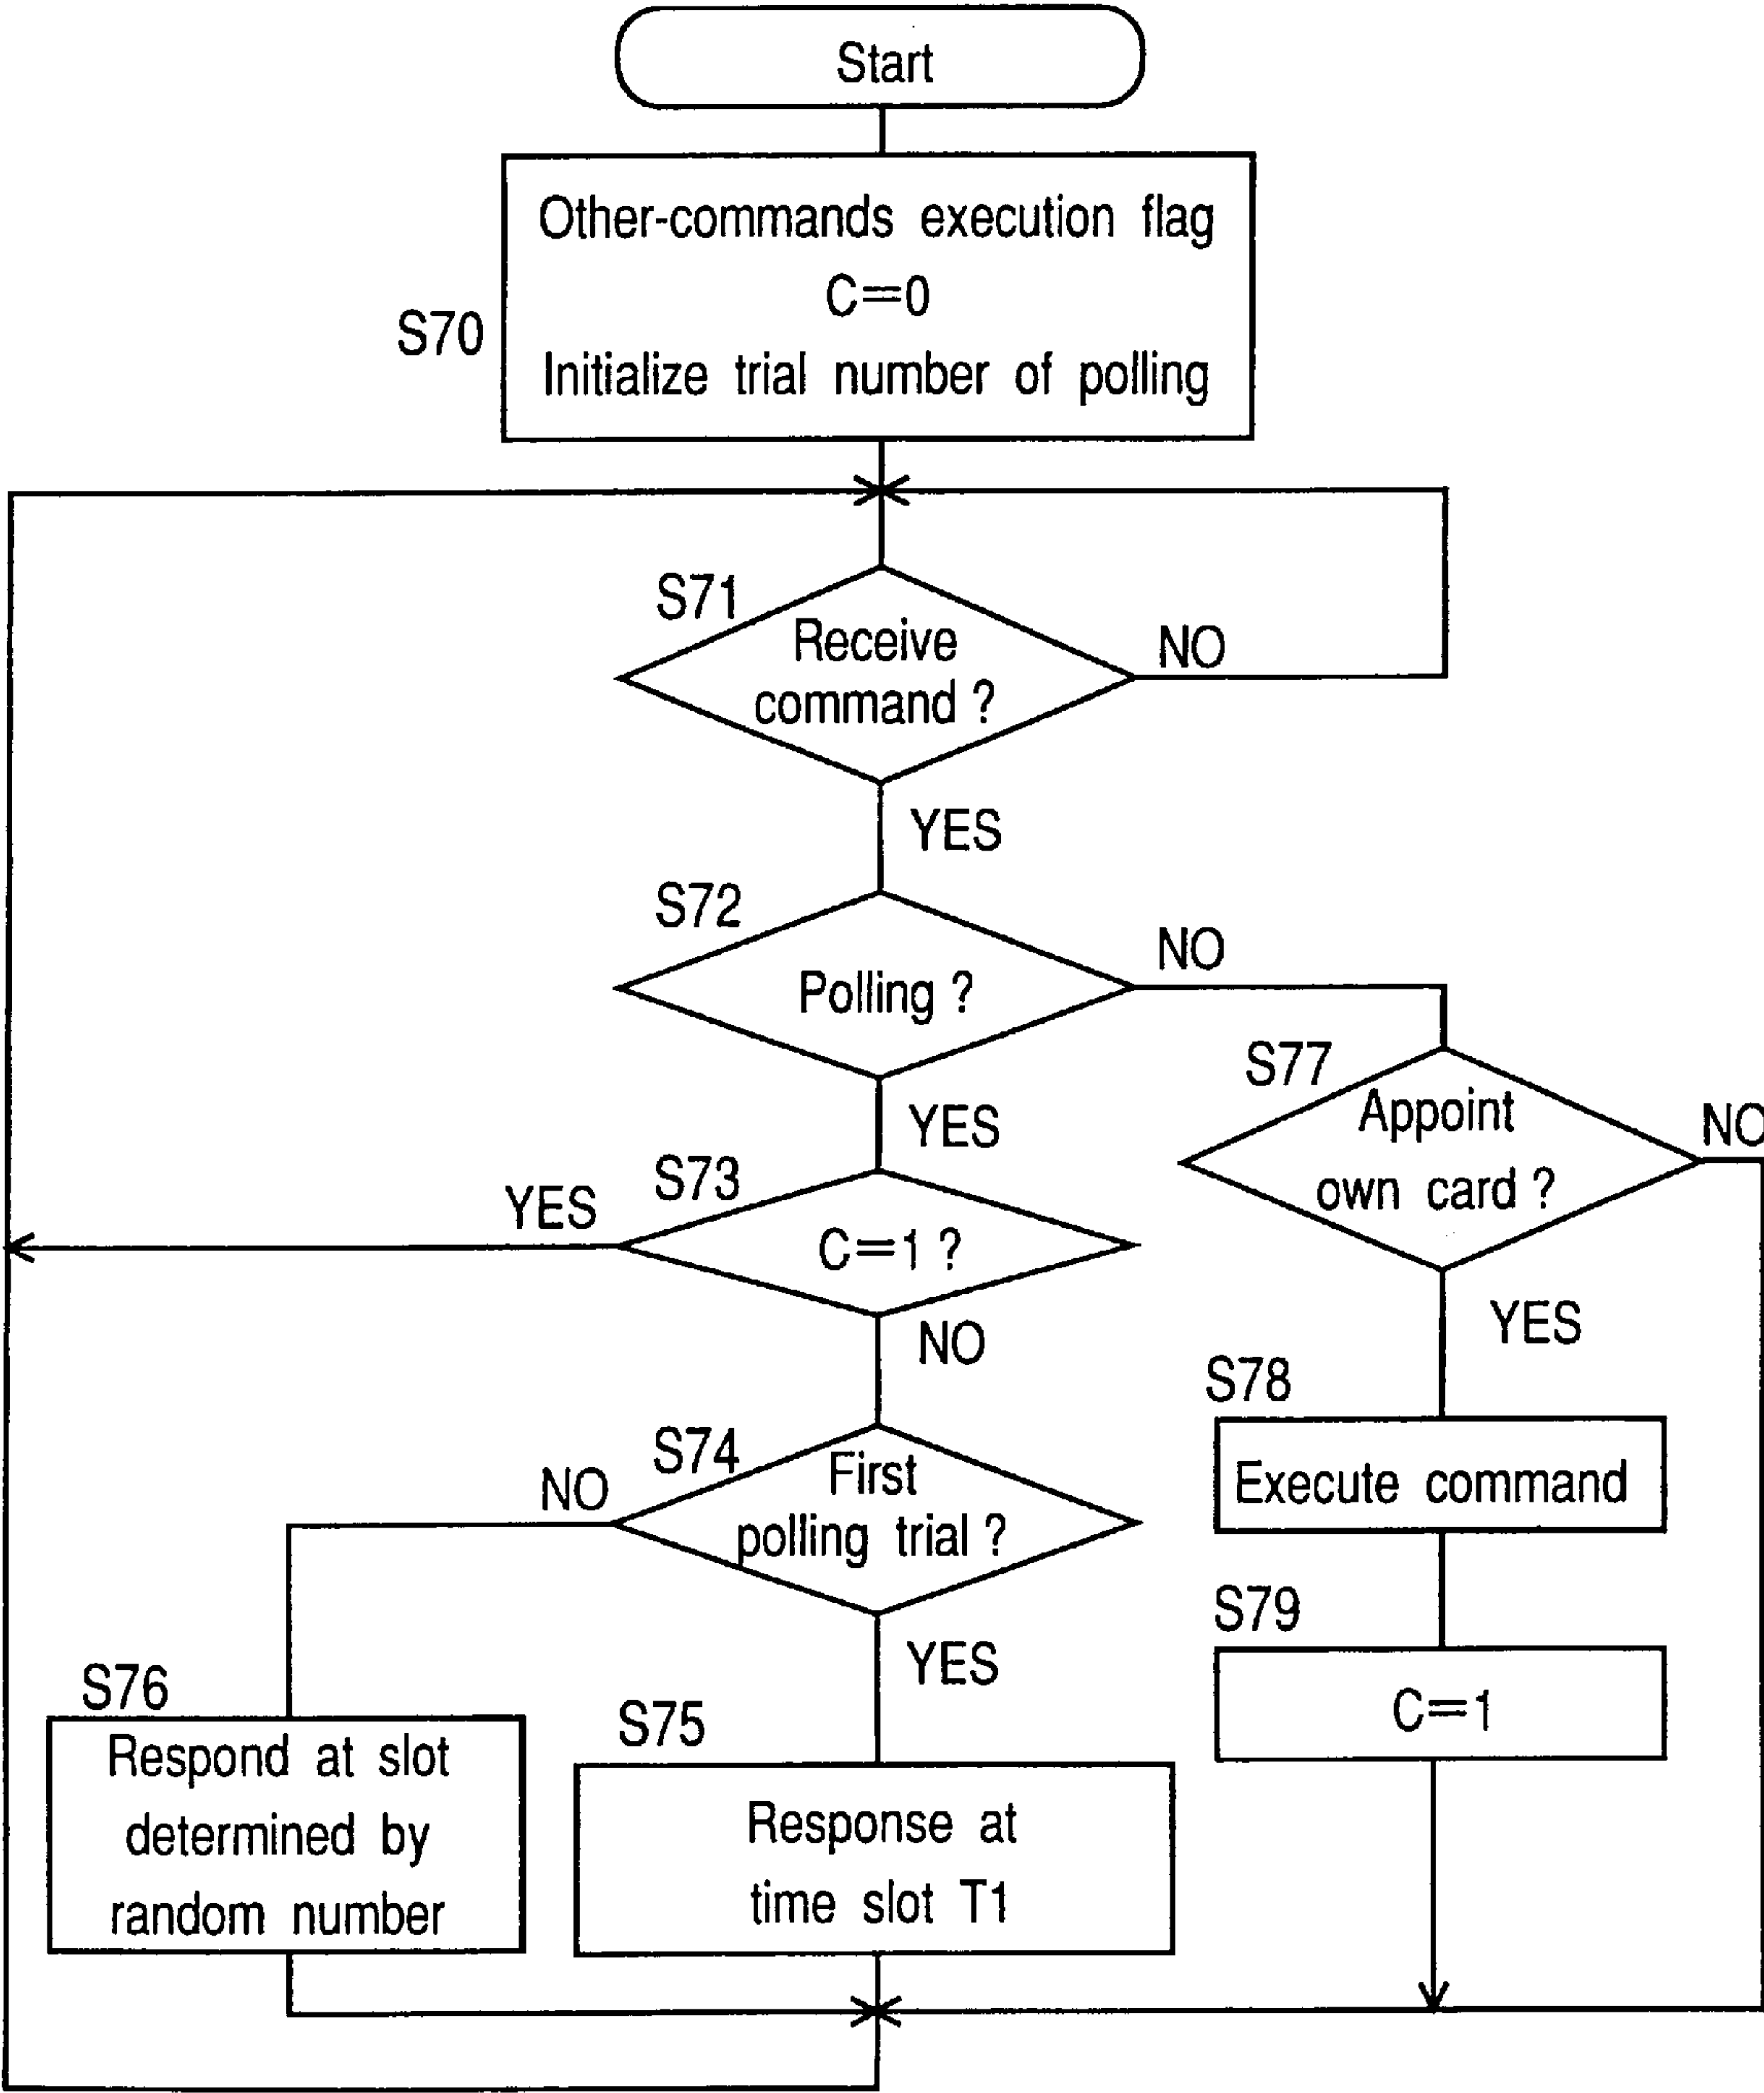 Start
Other-commands execution flag
C=0
S70
Initialize trial number of polling
S71
Receive
command ?
NO
YES
S72
Polling ?
NO
YES
S77
Appoint
own card ?
NO
YES
S73
C=1 ?
YES
NO
S74
First
polling trial ?
NO
YES
S78
Execute command
S79
C=1
S76
Respond at slot
determined by
random number
S75
Response at
time slot T1